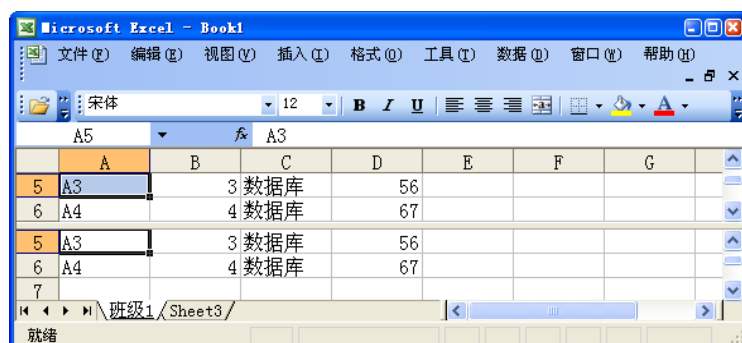 Microsoft Excel - Book1
文件(F) 编辑(E) 视图(V) 插入(I) 格式(O) 工具(T) 数据(D) 窗口(W) 帮助(H)
宋体 12 B I U
A5 fx A3
A B C D E F G
5 A3 3 数据库 56
6 A4 4 数据库 67
5 A3 3 数据库 56
6 A4 4 数据库 67
7
班级1 Sheet3
就绪